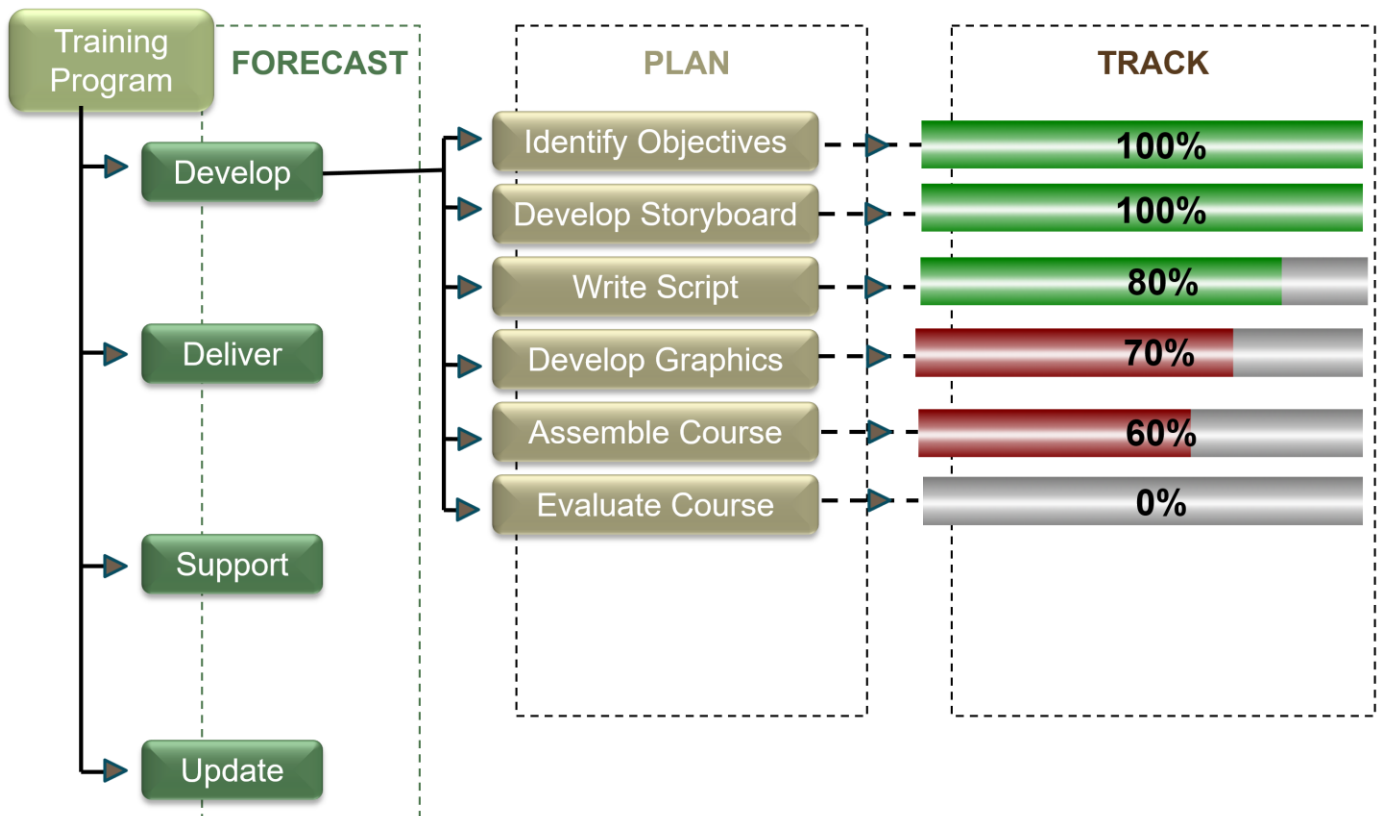 Training
Program
FORECAST
PLAN
TRACK
Develop
Deliver
Support
Update
Identify Objectives
Develop Storyboard
Write Script
Develop Graphics
Assemble Course
Evaluate Course
100%
100%
80%
70%
60%
0%